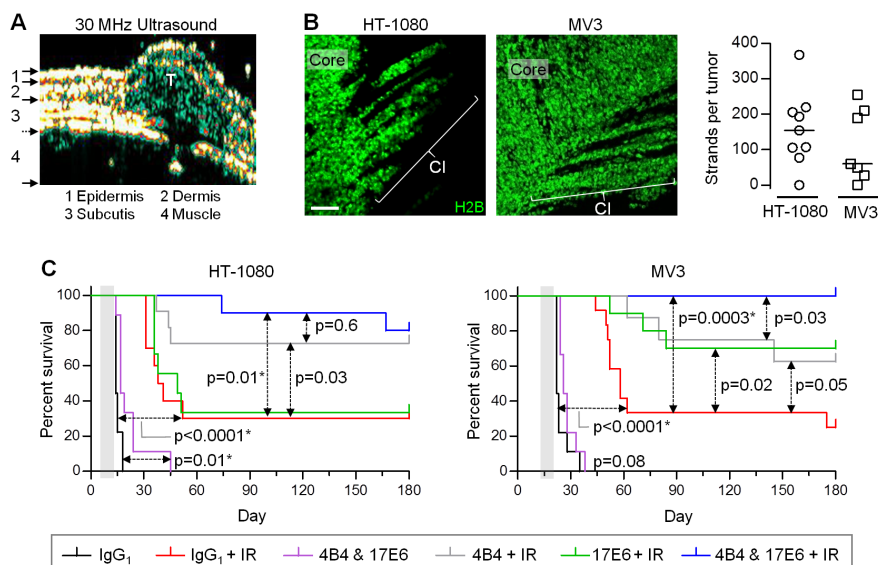 A
30 MHz Ultrasound
1
2
3
4
T
1 Epidermis 2 Dermis
3 Subcutis 4 Muscle
B
HT-1080
MV3
Core
CI
H2B
Core
CI
Strands per tumor
400
300
200
100
0
HT-1080 MV3
C
HT-1080
Percent survival
100
80
60
40
20
0
0 30 60 90 120 150 180
Day
p=0.6
p=0.01*
p=0.03
p<0.0001*
p=0.01*
MV3
Percent survival
100
80
60
40
20
0
0 30 60 90 120 150 180
Day
p=0.0003*
p=0.03
p=0.02
p=0.05
p<0.0001*
p=0.08
IgG₁ IgG₁ + IR 4B4 & 17E6 4B4 + IR 17E6 + IR 4B4 & 17E6 + IR